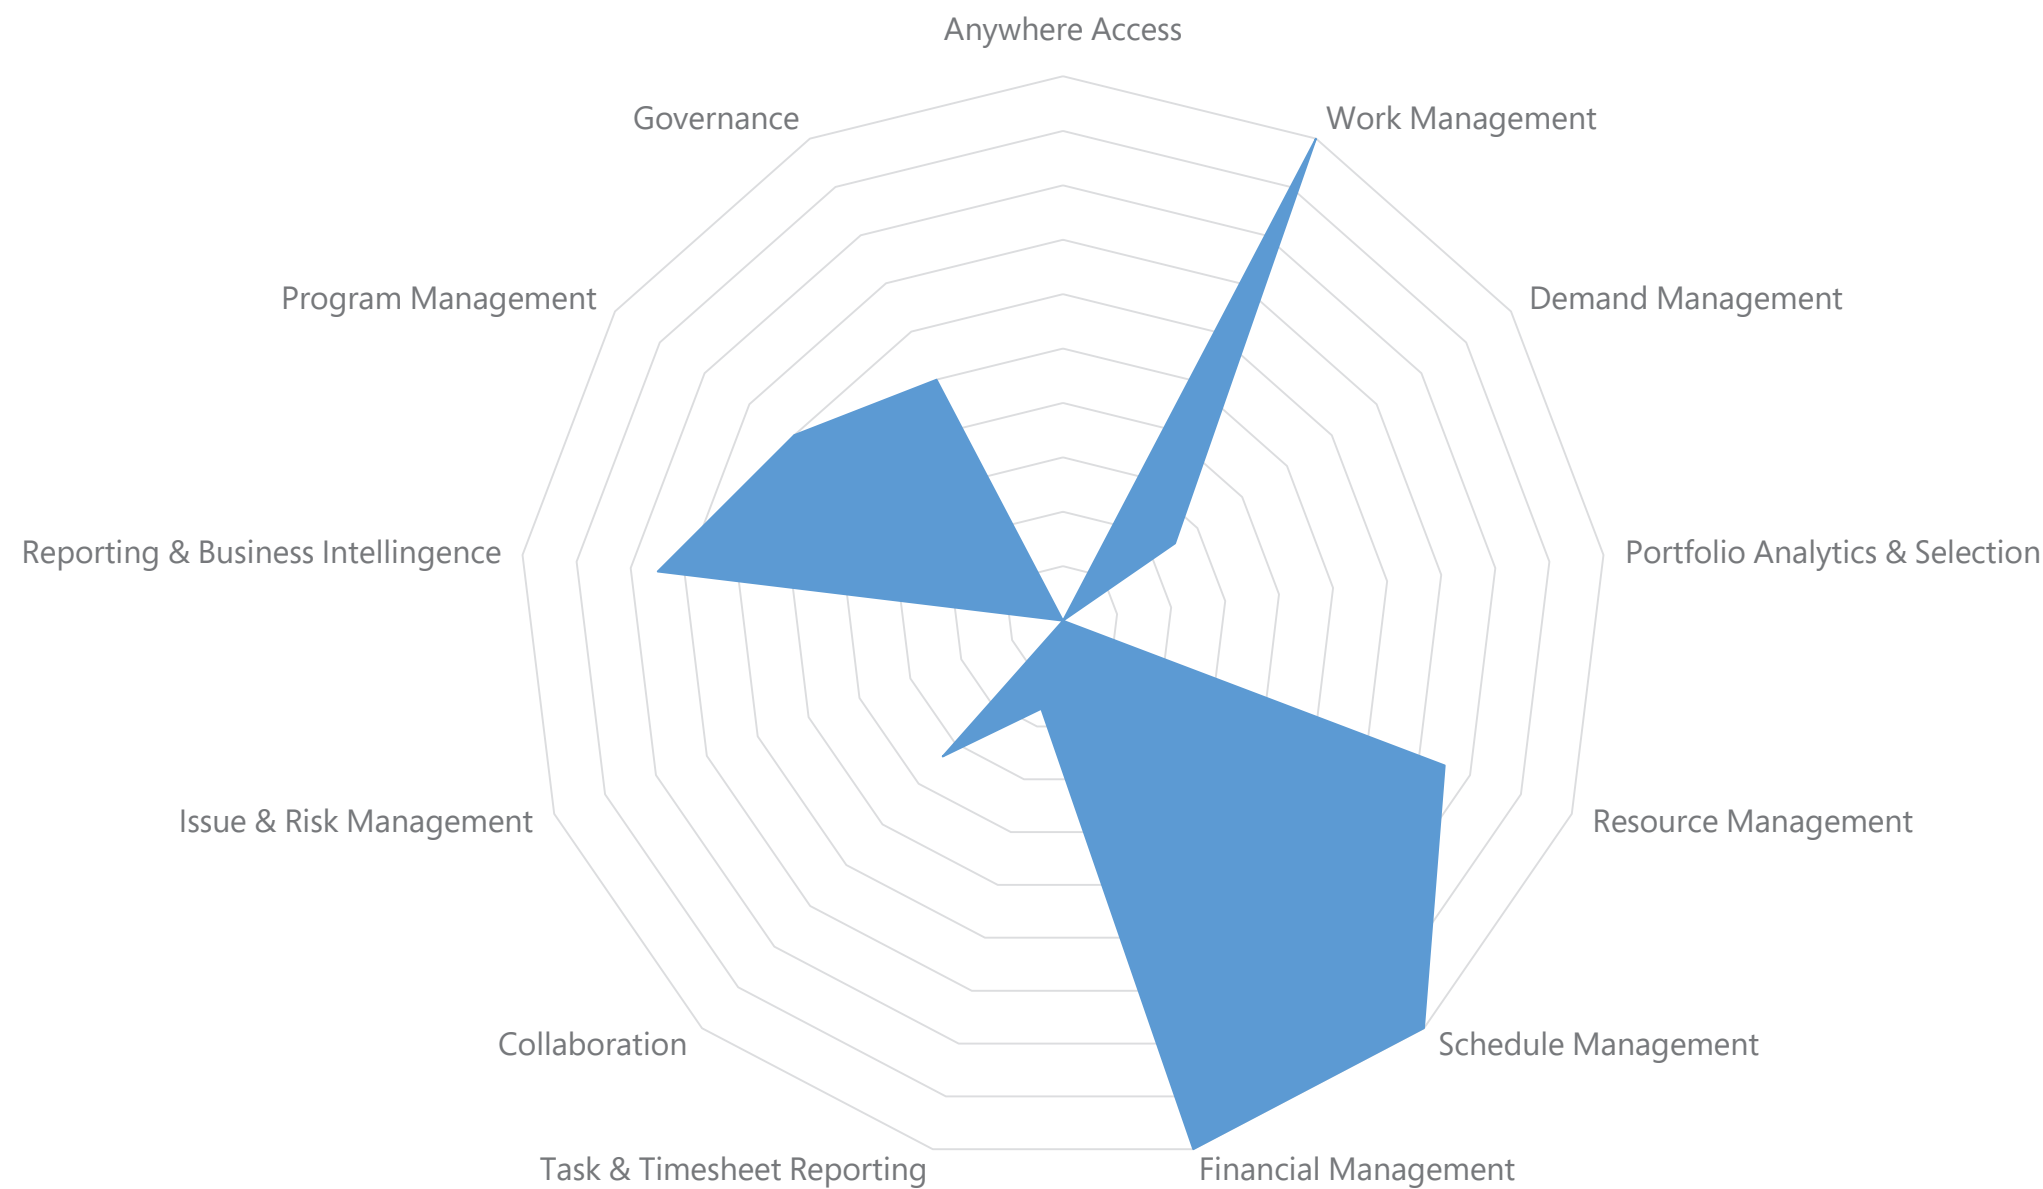 Anywhere Access
Governance
Work Management
Program Management
Demand Management
Reporting & Business Intellingence
Portfolio Analytics & Selection
Issue & Risk Management
Resource Management
Collaboration
Schedule Management
Task & Timesheet Reporting
Financial Management